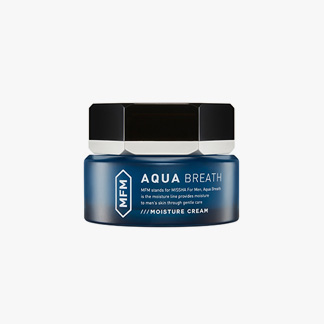 MFM
AQUA BREATH
MFM stands for MISSHA For Men, Aqua Breath
is the moisture line provides moisture
to men's skin through gentle care
///MOISTURE CREAM